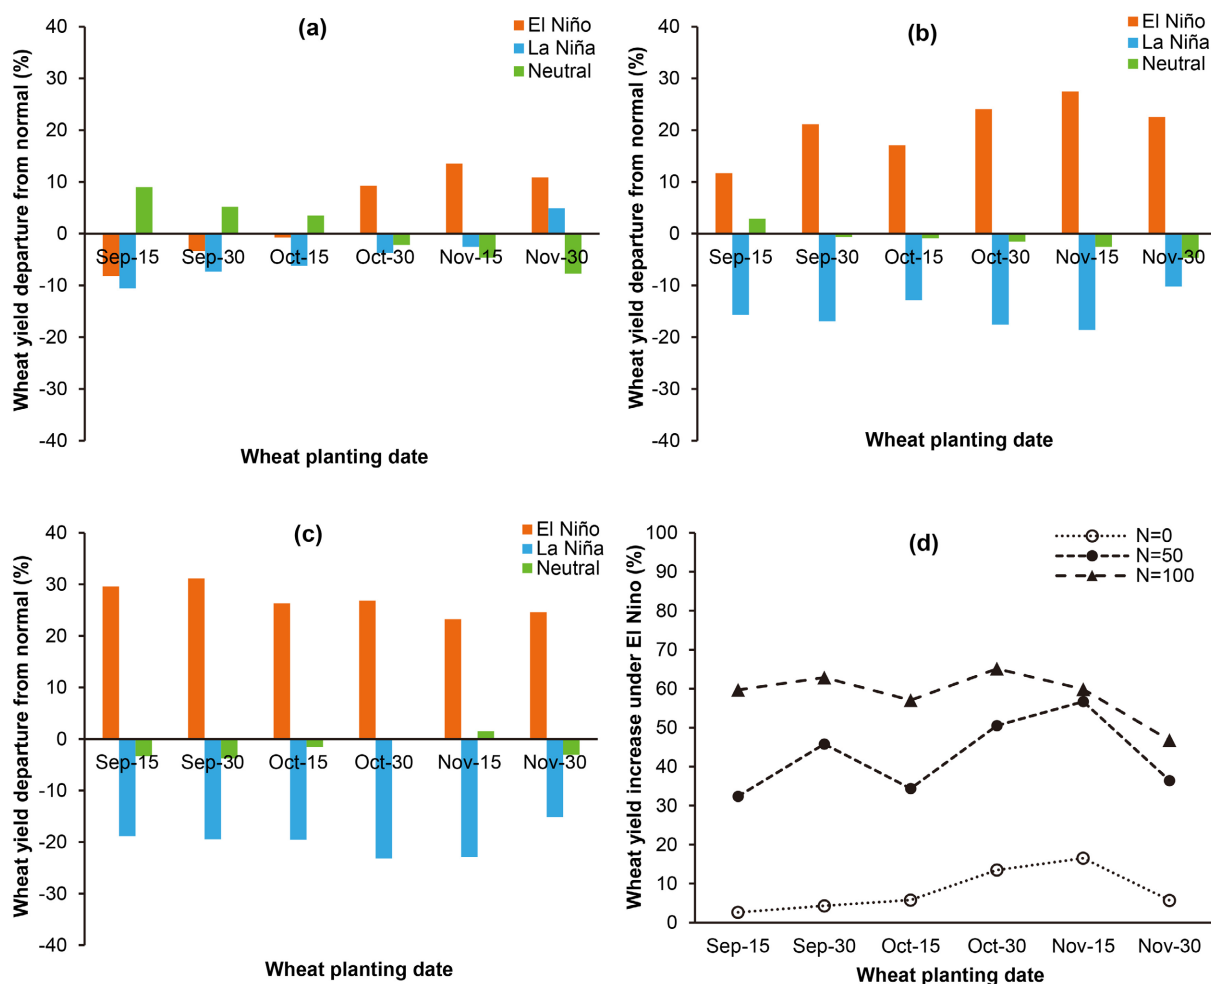 (a)
El Niño
La Niña
Neutral
Wheat yield departure from normal (%)
40
30
20
10
0
-10
-20
-30
-40
Sep-15 Sep-30 Oct-15 Oct-30 Nov-15 Nov-30
Wheat planting date
(b)
El Niño
La Niña
Neutral
Wheat yield departure from normal (%)
40
30
20
10
0
-10
-20
-30
-40
Sep-15 Sep-30 Oct-15 Oct-30 Nov-15 Nov-30
Wheat planting date
(c)
El Niño
La Niña
Neutral
Wheat yield departure from normal (%)
40
30
20
10
0
-10
-20
-30
-40
Sep-15 Sep-30 Oct-15 Oct-30 Nov-15 Nov-30
Wheat planting date
(d)
N=0
N=50
N=100
Wheat yield increase under El Nino (%)
100
90
80
70
60
50
40
30
20
10
0
Sep-15 Sep-30 Oct-15 Oct-30 Nov-15 Nov-30
Wheat planting date